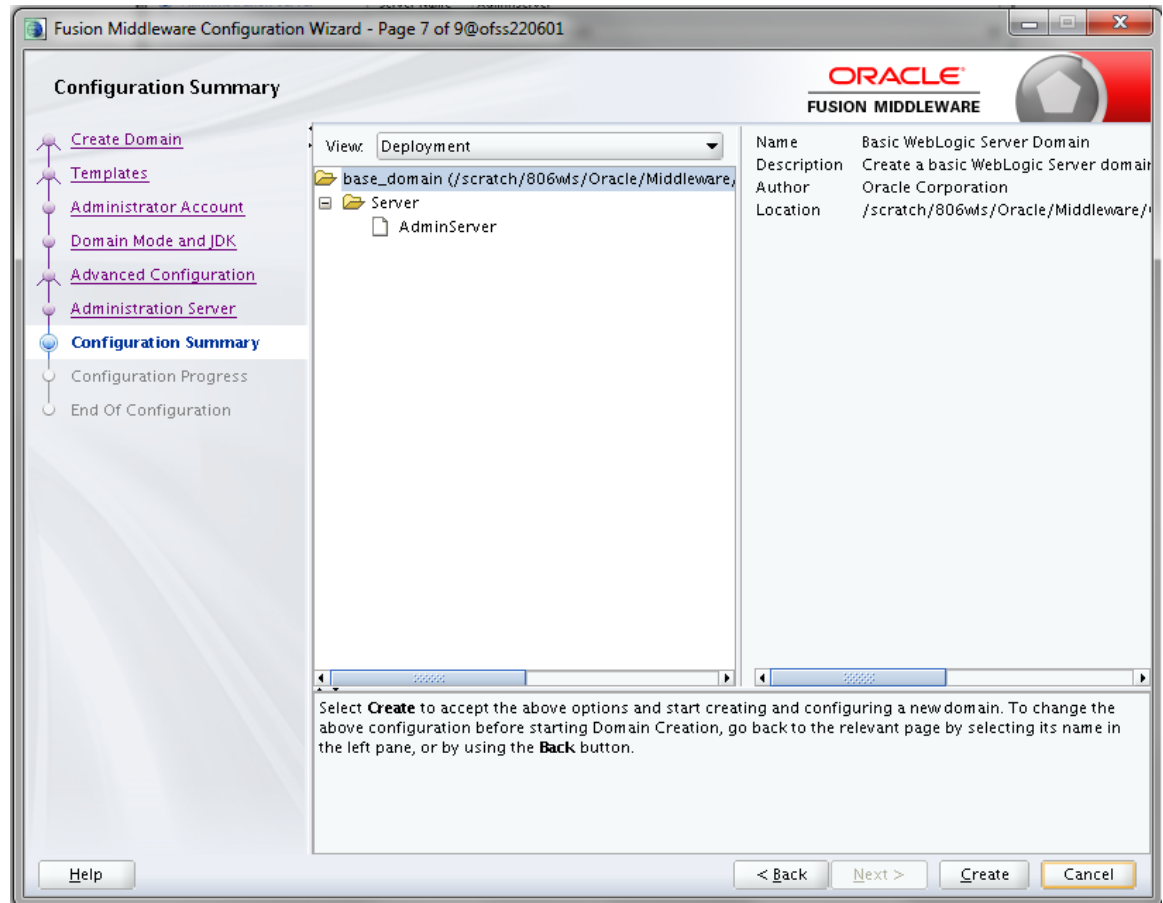 Fusion Middleware Configuration Wizard - Page 7 of 9@ofss220601
Configuration Summary
ORACLE
FUSION MIDDLEWARE
Create Domain
Templates
Administrator Account
Domain Mode and JDK
Advanced Configuration
Administration Server
Configuration Summary
Configuration Progress
End Of Configuration
View: Deployment
base_domain (/scratch/806wls/Oracle/Middleware/
Server
AdminServer
Name Basic WebLogic Server Domain
Description Create a basic WebLogic Server domain
Author Oracle Corporation
Location /scratch/806wls/Oracle/Middleware/
Select Create to accept the above options and start creating and configuring a new domain. To change the
above configuration before starting Domain Creation, go back to the relevant page by selecting its name in
the left pane, or by using the Back button.
Help
< Back
Next >
Create
Cancel